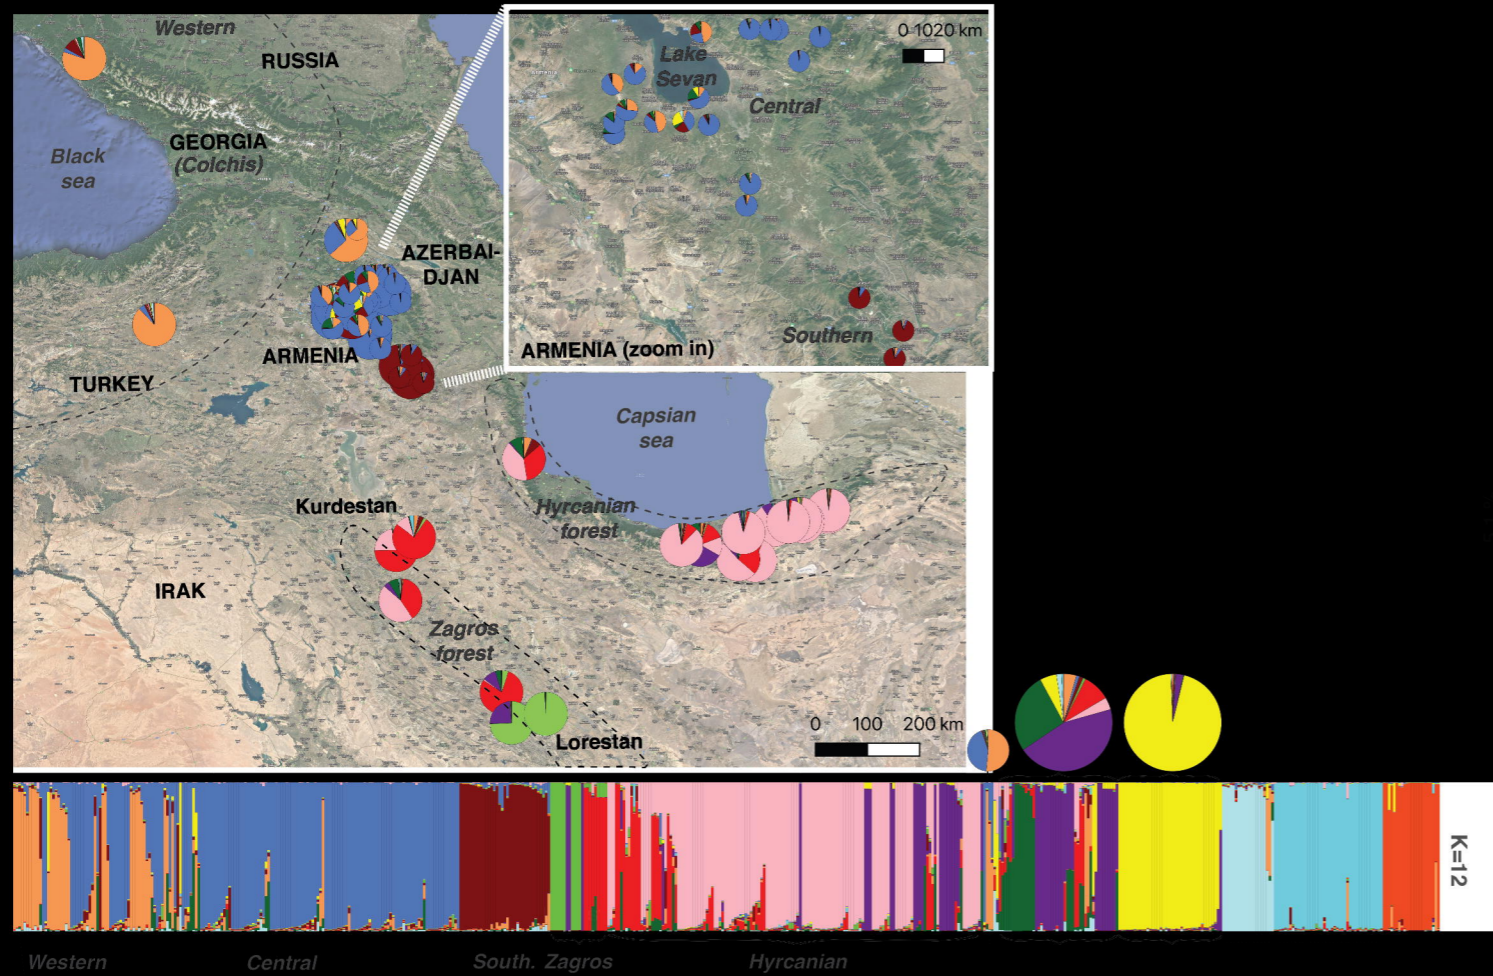 Western
RUSSIA
GEORGIA
(Colchis)
Black
sea
AZERBAI-
DJAN
ARMENIA
TURKEY
0 1020 km
Lake
Sevan
Central
Southern
ARMENIA (zoom in)
Capsian
sea
Hyrcanian
forest
Kurdestan
IRAK
Zagros
forest
Lorestan
0 100 200 km
K=12
Western Central South. Zagros Hyrcanian